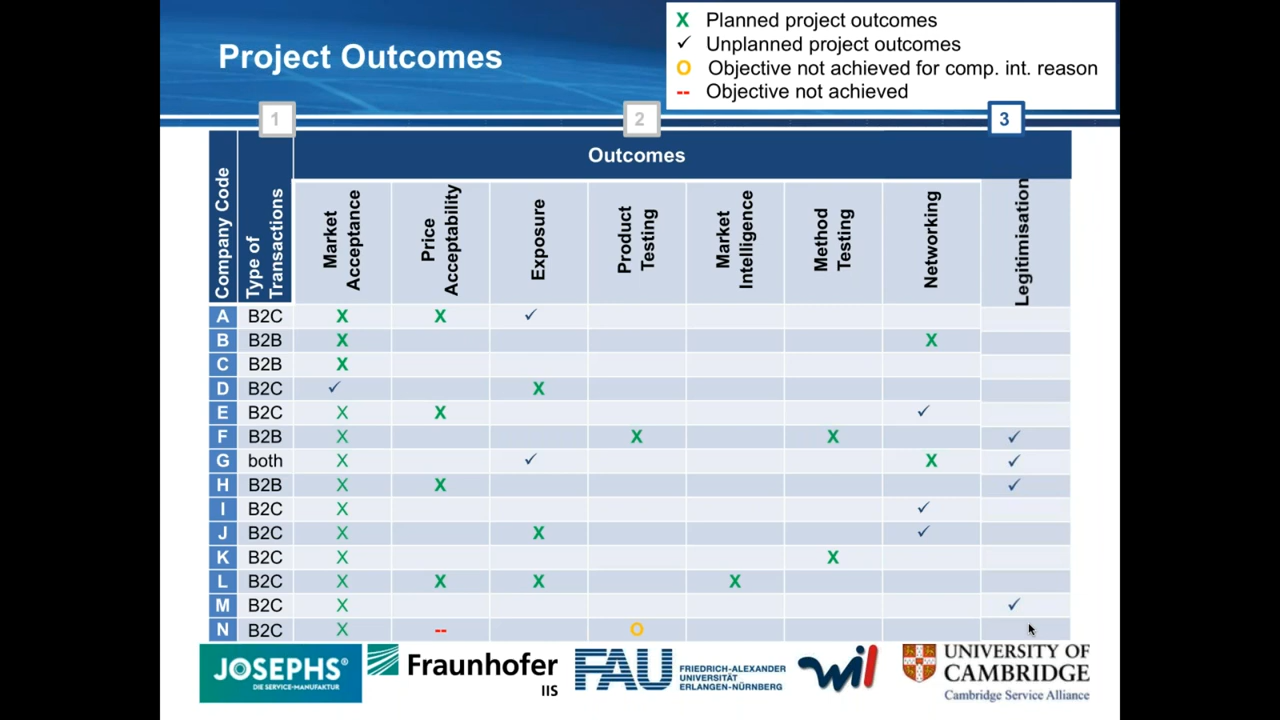 Project Outcomes
X Planned project outcomes
✓ Unplanned project outcomes
O Objective not achieved for comp. int. reason
-- Objective not achieved
1
2
3
Company Code
Type of Transactions
Outcomes
Market Acceptance
Price Acceptability
Exposure
Product Testing
Market Intelligence
Method Testing
Networking
Legitimisation
A B2C X X ✓
B B2B X X
C B2B X
D B2C ✓ X
E B2C X X ✓
F B2B X X X ✓
G both X ✓ X ✓
H B2B X X ✓
I B2C X ✓
J B2C X X ✓
K B2C X X
L B2C X X X X
M B2C X ✓
N B2C X -- O
JOSEPHS®
DIE SERVICE-MANUFAKTUR
Fraunhofer
IIS
FAU
FRIEDRICH-ALEXANDER
UNIVERSITÄT
ERLANGEN-NÜRNBERG
wi1
UNIVERSITY OF
CAMBRIDGE
Cambridge Service Alliance